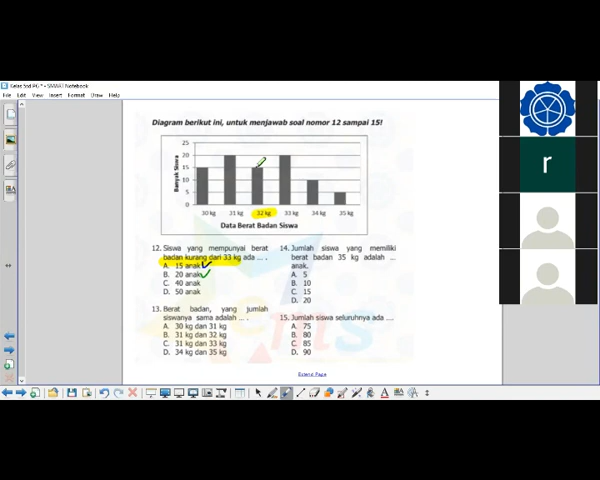 Kelas 5sd PG * - SMART Notebook
File Edit View Insert Format Draw Help
Diagram berikut ini, untuk menjawab soal nomor 12 sampai 15!
Banyak Siswa
25
20
15
10
5
0
30 kg 31 kg 32 kg 33 kg 34 kg 35 kg
Data Berat Badan Siswa
12. Siswa yang mempunyai berat
badan kurang dari 33 kg ada ... .
A. 15 anak
B. 20 anak
C. 40 anak
D. 50 anak
13. Berat badan, yang jumlah
siswanya sama adalah ... .
A. 30 kg dan 31 kg
B. 31 kg dan 32 kg
C. 31 kg dan 33 kg
D. 34 kg dan 35 kg
14. Jumlah siswa yang memiliki
berat badan 35 kg adalah ...
anak.
A. 5
B. 10
C. 15
D. 20
15. Jumlah siswa seluruhnya ada ....
A. 75
B. 80
C. 85
D. 90
Extend Page
r